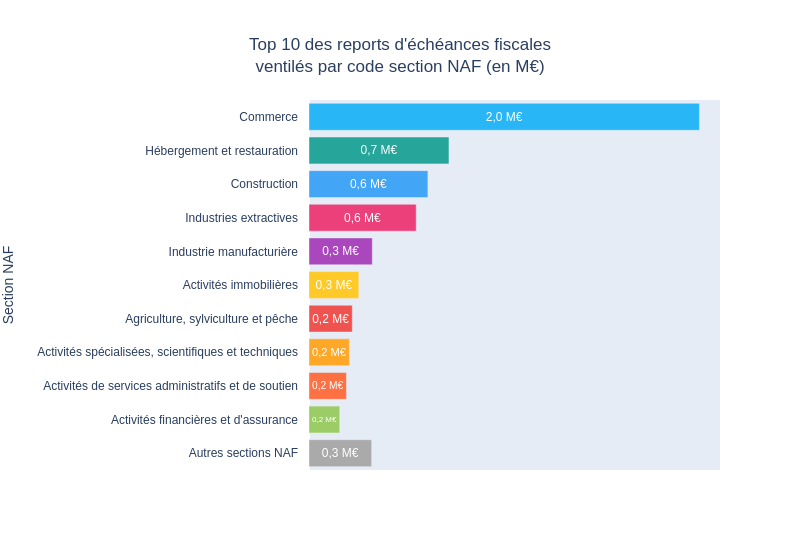 Top 10 des reports d'échéances fiscales
ventilés par code section NAF (en M€)
Section NAF
Commerce 2,0 M€
Hébergement et restauration 0,7 M€
Construction 0,6 M€
Industries extractives 0,6 M€
Industrie manufacturière 0,3 M€
Activités immobilières 0,3 M€
Agriculture, sylviculture et pêche 0,2 M€
Activités spécialisées, scientifiques et techniques 0,2 M€
Activités de services administratifs et de soutien 0,2 M€
Activités financières et d'assurance 0,2 M€
Autres sections NAF 0,3 M€